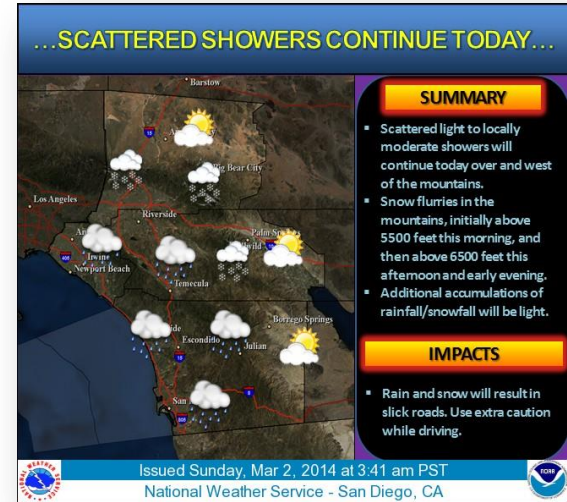 ...SCATTERED SHOWERS CONTINUE TODAY...
Barstow
Big Bear City
Los Angeles
Riverside
Irvine
Newport Beach
Temecula
Borrego Springs
Escondido
Julian
SUMMARY
▪ Scattered light to locally
moderate showers will
continue today over and west
of the mountains.
▪ Snow flurries in the
mountains, initially above
5500 feet this morning, and
then above 6500 feet this
afternoon and early evening.
▪ Additional accumulations of
rainfall/snowfall will be light.
IMPACTS
▪ Rain and snow will result in
slick roads. Use extra caution
while driving.
Issued Sunday, Mar 2, 2014 at 3:41 am PST
National Weather Service - San Diego, CA